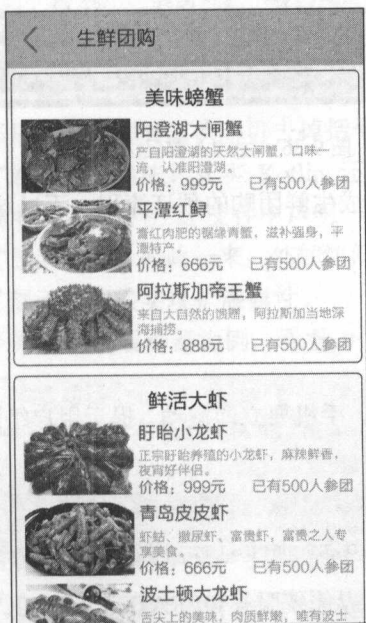 生鲜团购
美味螃蟹
阳澄湖大闸蟹
产自阳澄湖的天然大闸蟹，口味一
流，认准阳澄湖。
价格：999元 已有500人参团
平潭红鲟
膏红肉肥的锯缘青蟹，滋补强身，平
潭特产。
价格：666元 已有500人参团
阿拉斯加帝王蟹
来自大自然的馈赠，阿拉斯加当地深
海捕捞。
价格：888元 已有500人参团
鲜活大虾
盱眙小龙虾
正宗盱眙养殖的小龙虾，麻辣鲜香，
夜宵好伴侣。
价格：999元 已有500人参团
青岛皮皮虾
虾蛄、撒尿虾、富贵虾，富贵之人专
享美食。
价格：666元 已有500人参团
波士顿大龙虾
舌尖上的美味，肉质鲜嫩，唯有波士